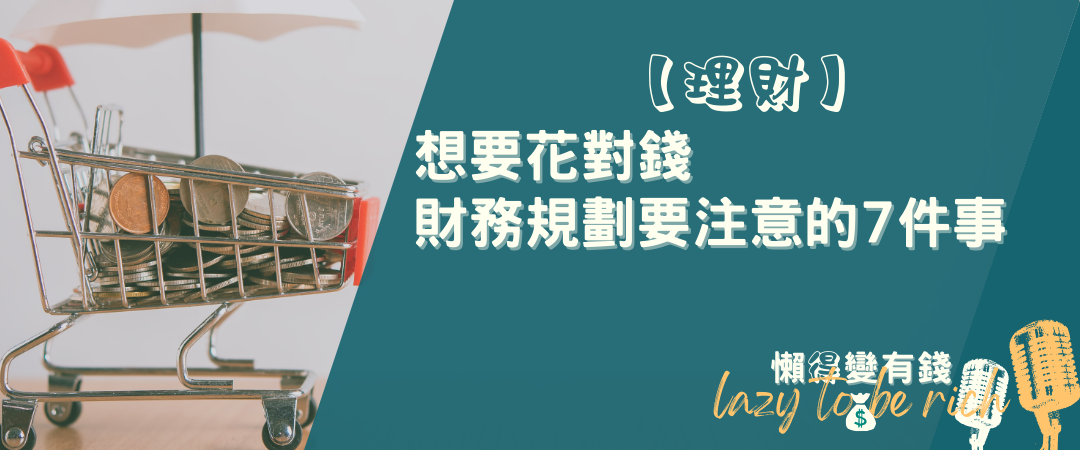 【理財】
想要花對錢
財務規劃要注意的7件事
懶得變有錢
lazy to be rich
$